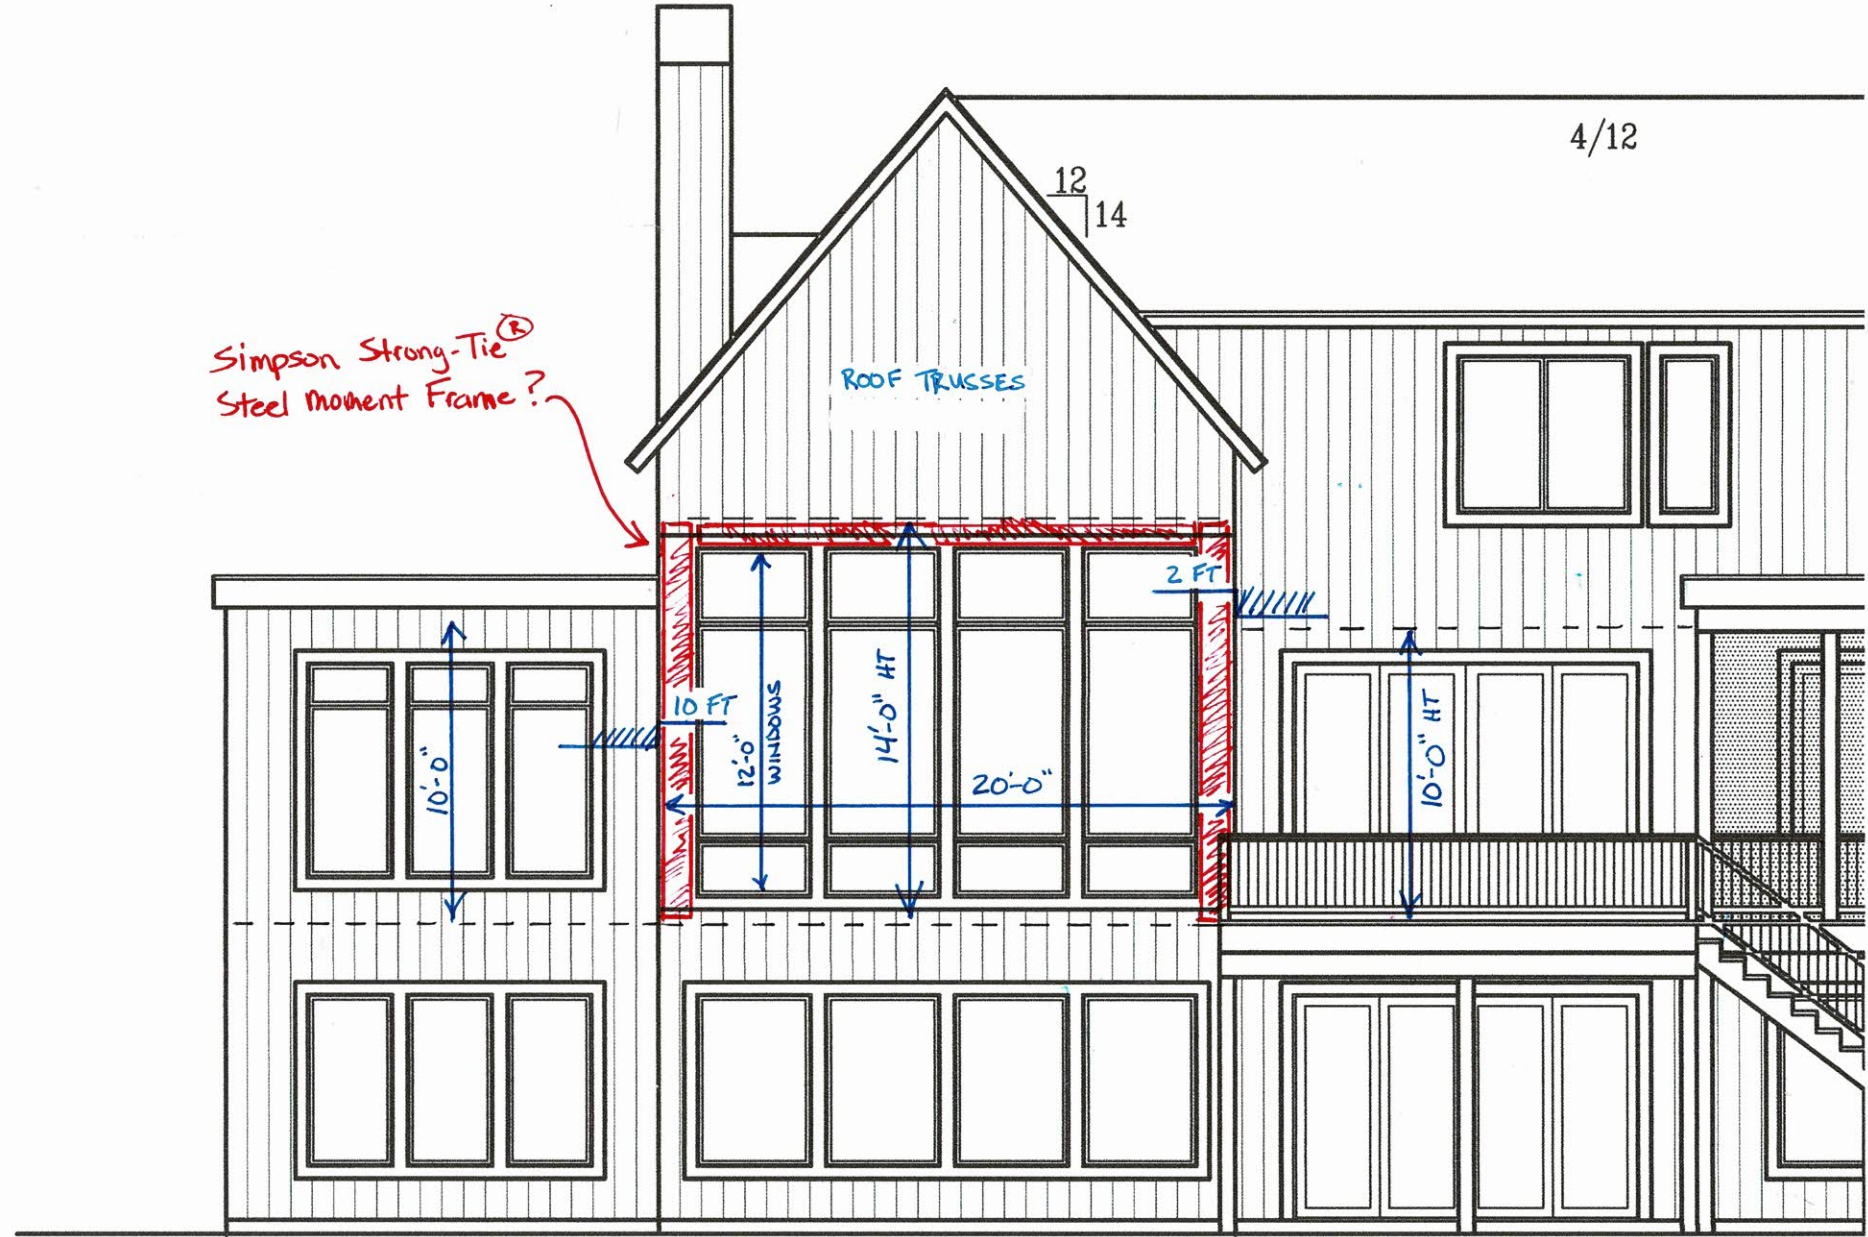 4/12
12
14
Simpson Strong-Tie®
Steel Moment Frame?
ROOF TRUSSES
2 FT
10 FT
10'-0"
12'-0"
WINDOWS
14'-0" HT
20'-0"
10'-0" HT